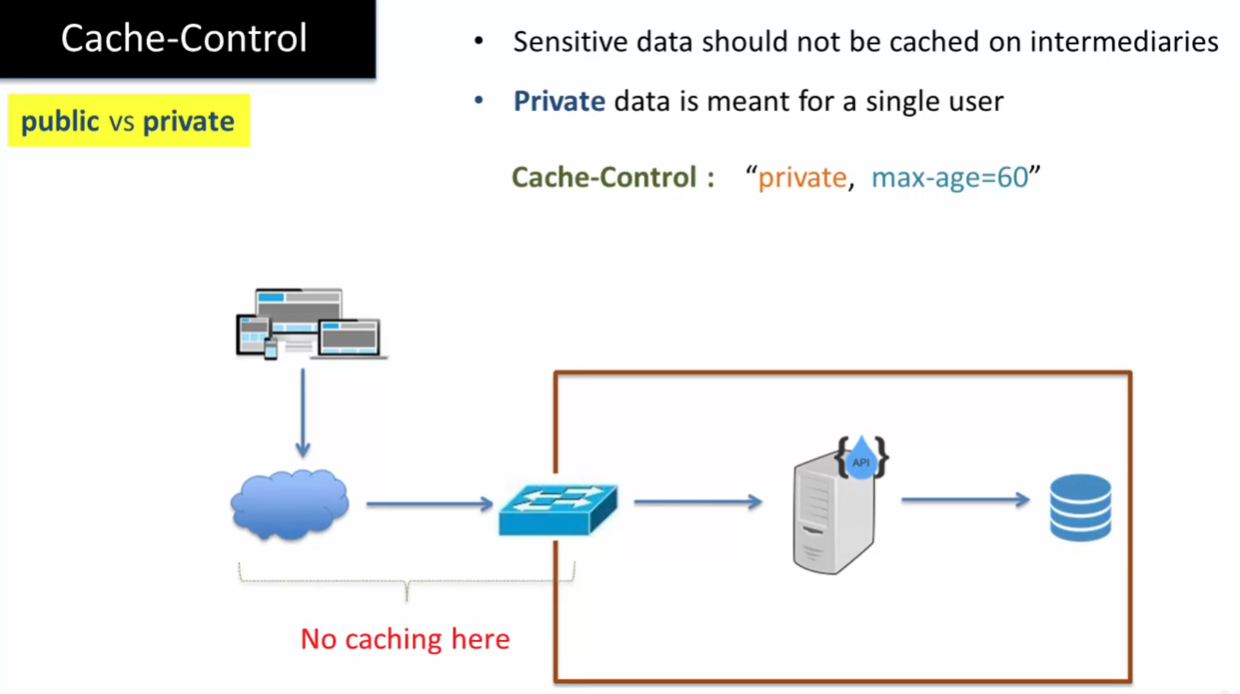 Cache-Control
public vs private
• Sensitive data should not be cached on intermediaries
• Private data is meant for a single user
Cache-Control : “private, max-age=60”
{API}
No caching here